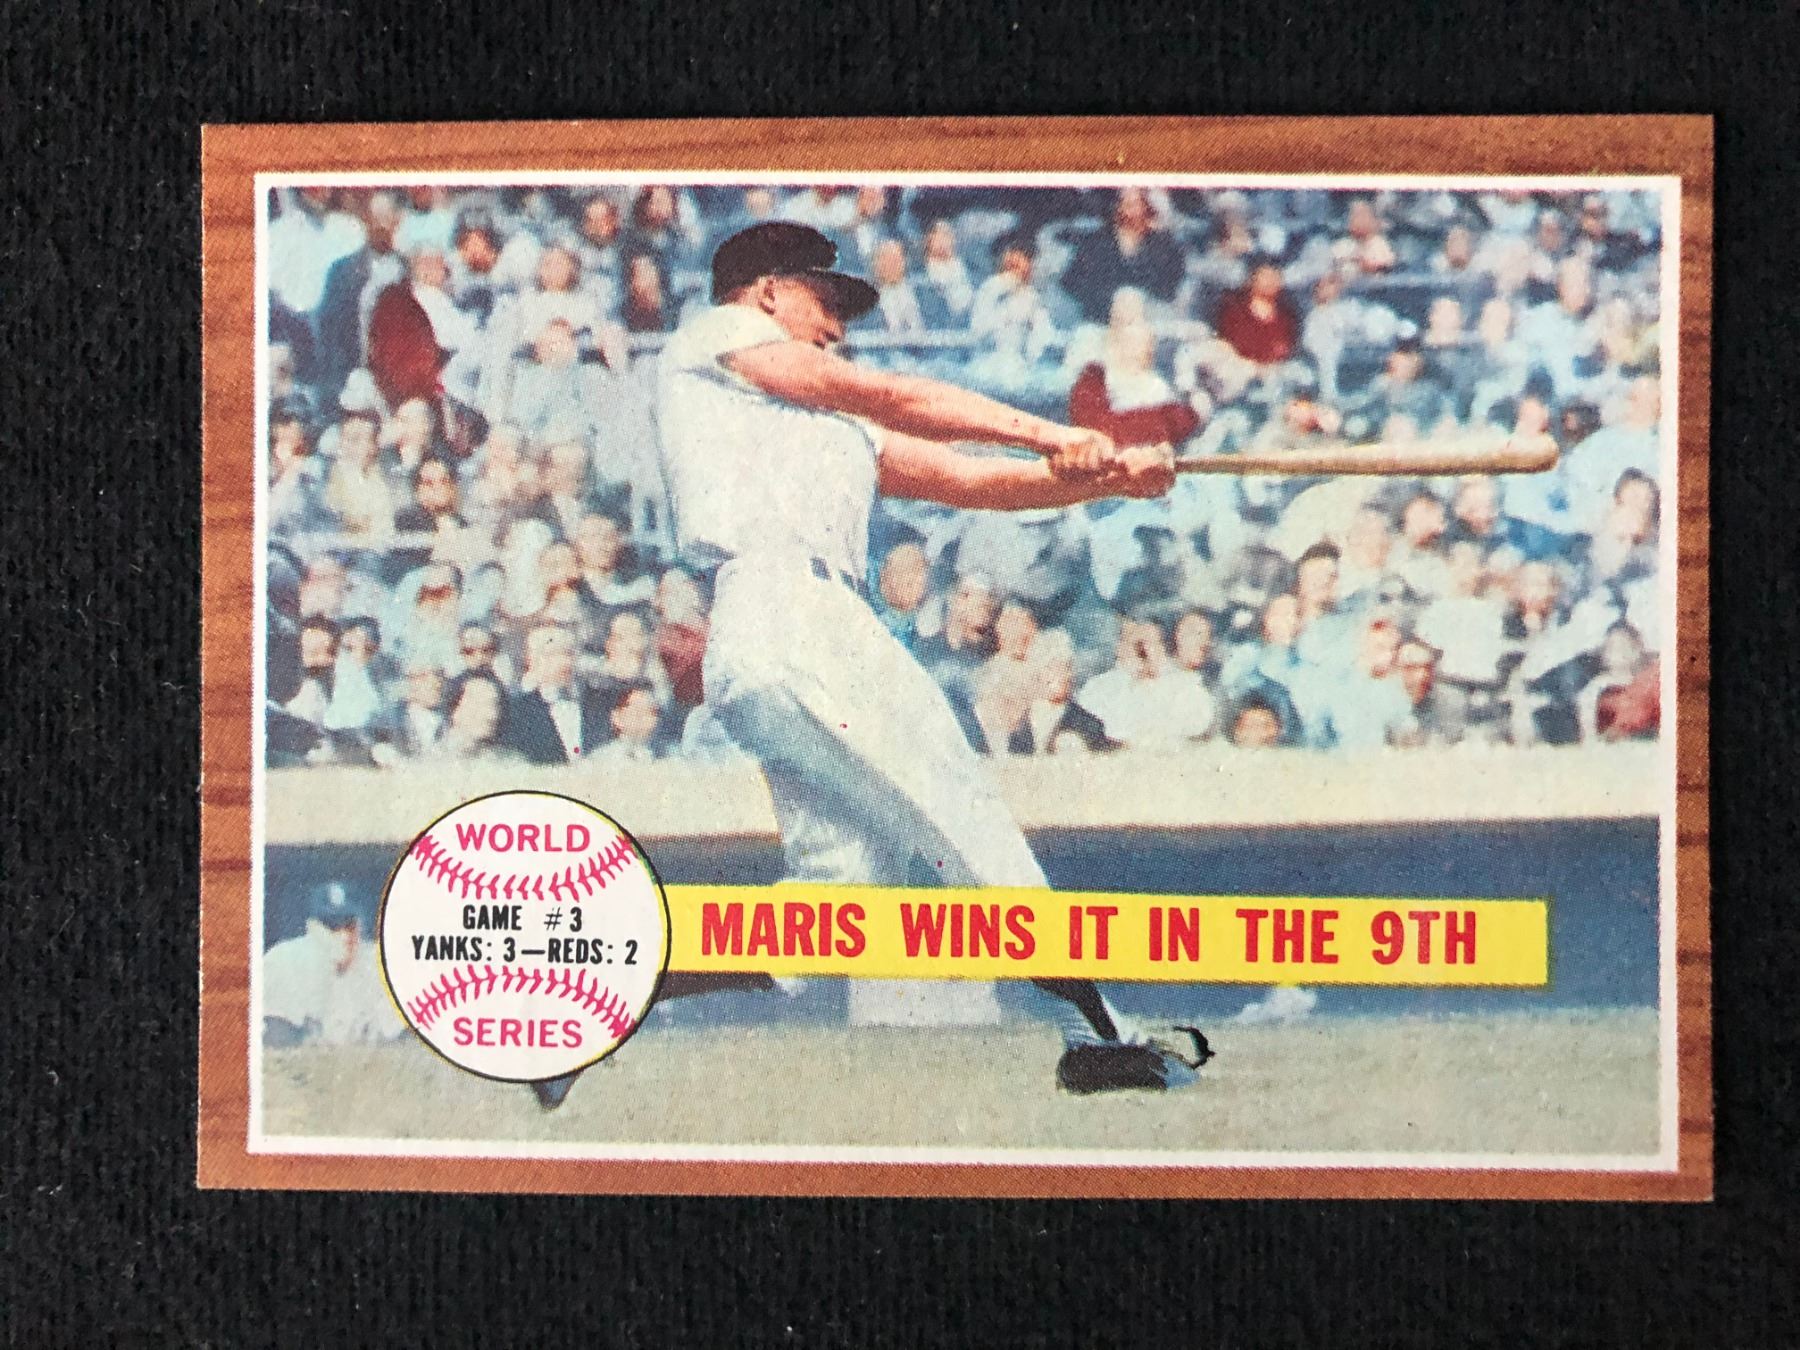 WORLD
GAME #3
YANKS: 3—REDS: 2
SERIES
MARIS WINS IT IN THE 9TH